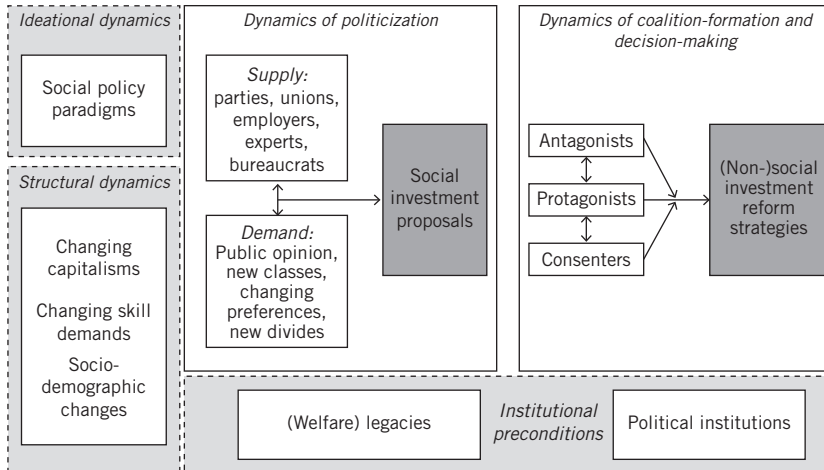 Ideational dynamics
Social policy
paradigms
Structural dynamics
Changing
capitalisms
Changing skill
demands
Socio-
demographic
changes
Dynamics of politicization
Supply:
parties, unions,
employers,
experts,
bureaucrats
Demand:
Public opinion,
new classes,
changing
preferences,
new divides
Social
investment
proposals
Dynamics of coalition-formation and
decision-making
Antagonists
Protagonists
Consenters
(Non-)social
investment
reform
strategies
(Welfare) legacies
Institutional
preconditions
Political institutions